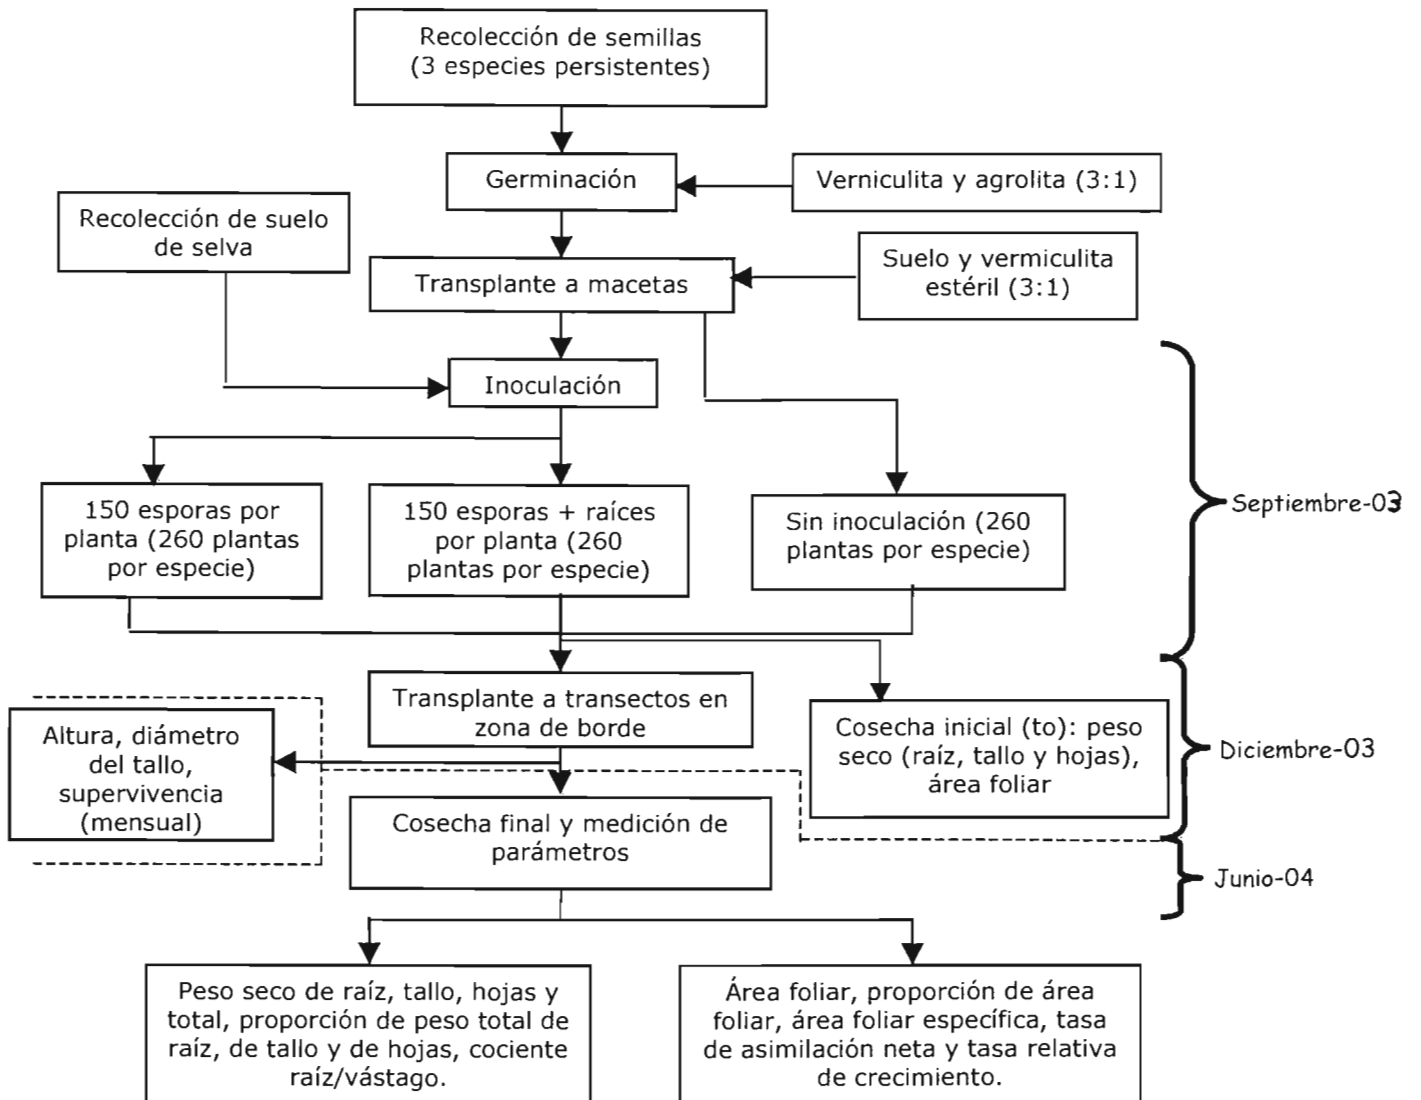 Recolección de semillas
(3 especies persistentes)
Germinación
Verniculita y agrolita (3:1)
Recolección de suelo
de selva
Transplante a macetas
Suelo y vermiculita
estéril (3:1)
Inoculación
150 esporas por
planta (260 plantas
por especie)
150 esporas + raíces
por planta (260
plantas por especie)
Sin inoculación (260
plantas por especie)
Septiembre-03
Transplante a transectos en
zona de borde
Altura, diámetro
del tallo,
supervivencia
(mensual)
Cosecha inicial (to): peso
seco (raíz, tallo y hojas),
área foliar
Diciembre-03
Cosecha final y medición de
parámetros
Junio-04
Peso seco de raíz, tallo, hojas y
total, proporción de peso total de
raíz, de tallo y de hojas, cociente
raíz/vástago.
Área foliar, proporción de área
foliar, área foliar específica, tasa
de asimilación neta y tasa relativa
de crecimiento.